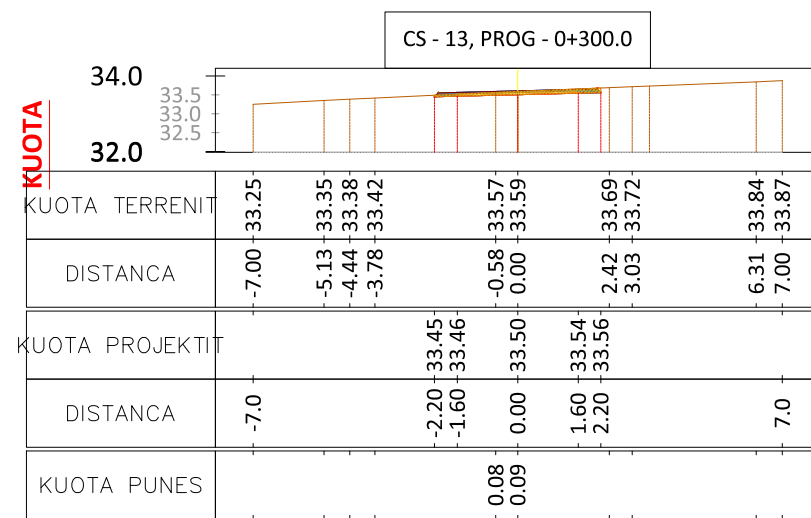 CS - 13, PROG - 0+300.0
KUOTA
34.0
33.5
33.0
32.5
32.0
KUOTA TERRENIT 33.25 33.35 33.38 33.42 33.57 33.59 33.69 33.72 33.84 33.87
DISTANCA -7.00 -5.13 -4.44 -3.78 -0.58 0.00 2.42 3.03 6.31 7.00
KUOTA PROJEKTIT 33.45 33.46 33.50 33.54 33.56
DISTANCA -7.0 -2.20 -1.60 0.00 1.60 2.20 7.0
KUOTA PUNES 0.08 0.09